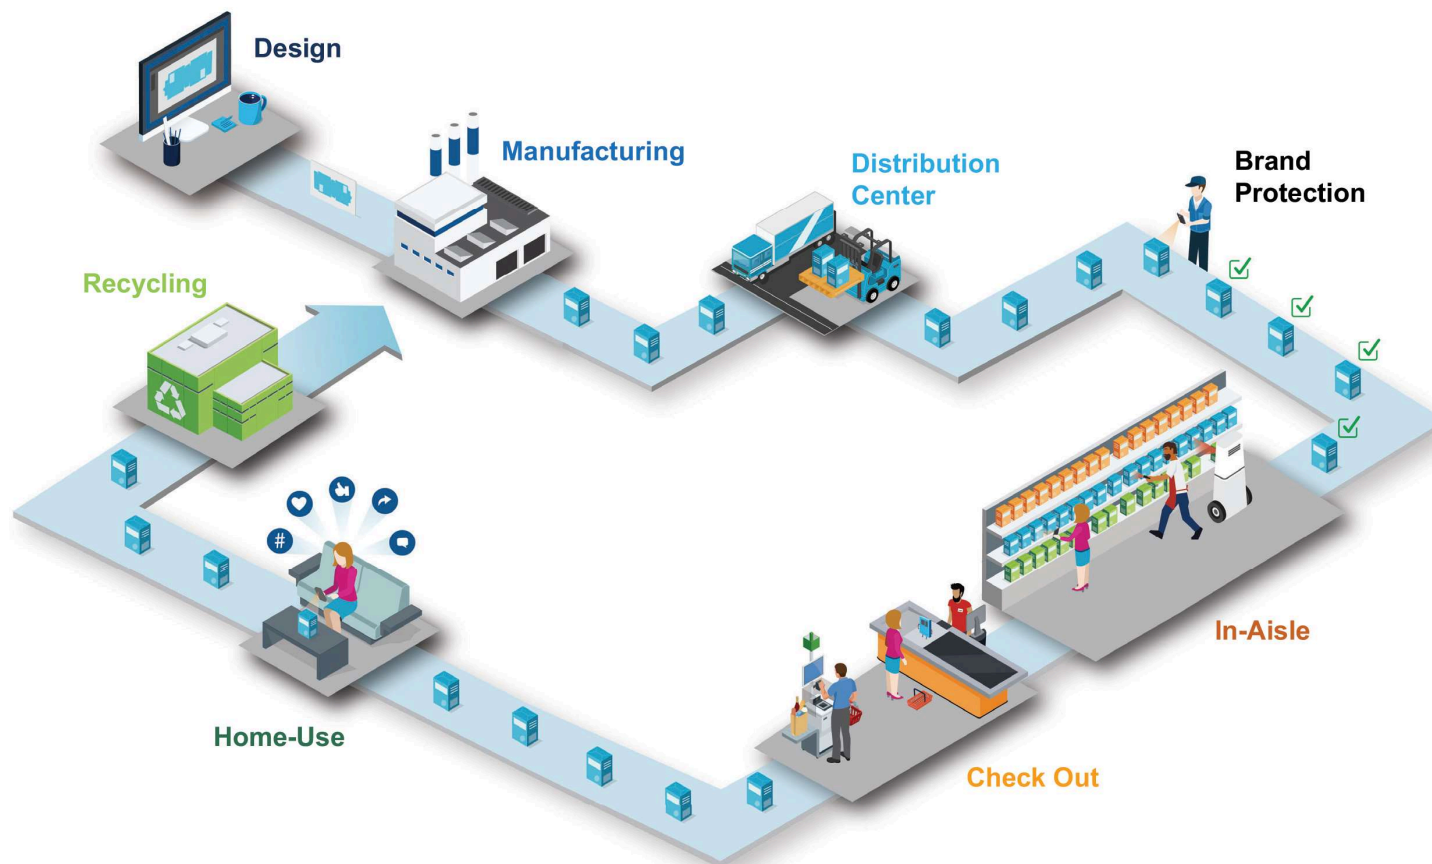 Design
Manufacturing
Distribution
Center
Brand
Protection
Recycling
#
In-Aisle
Home-Use
Check Out